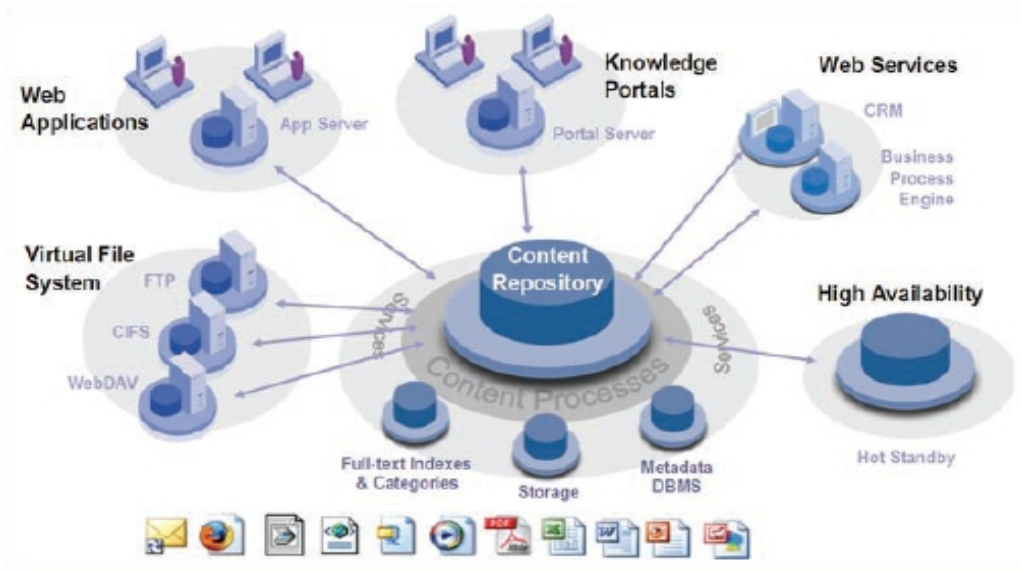 Web
Applications
App Server
Knowledge
Portals
Portal Server
Web Services
CRM
Business
Process
Engine
Virtual File
System
FTP
CIFS
WebDAV
Content
Repository
Services
Services
Content Processes
High Availability
Hot Standby
Full-text Indexes
& Categories
Storage
Metadata
DBMS
PDF